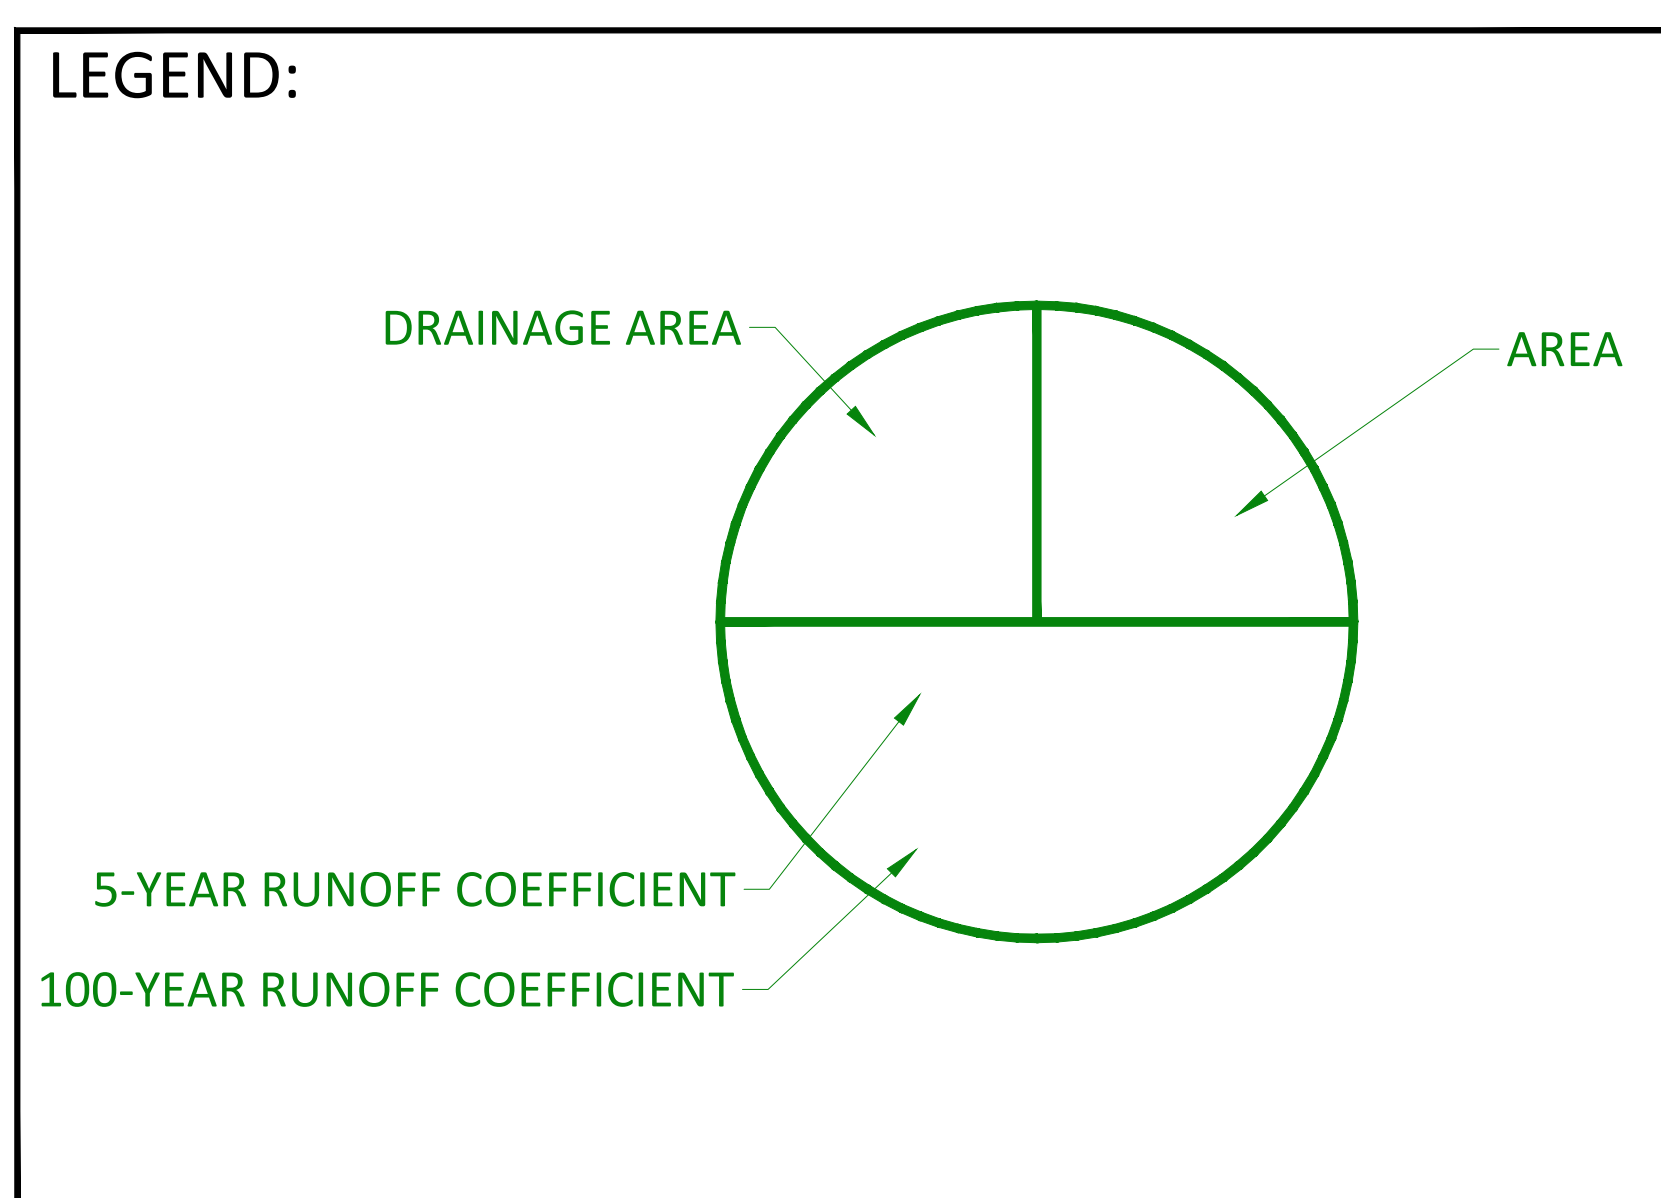 LEGEND:
DRAINAGE AREA
AREA
5-YEAR RUNOFF COEFFICIENT
100-YEAR RUNOFF COEFFICIENT